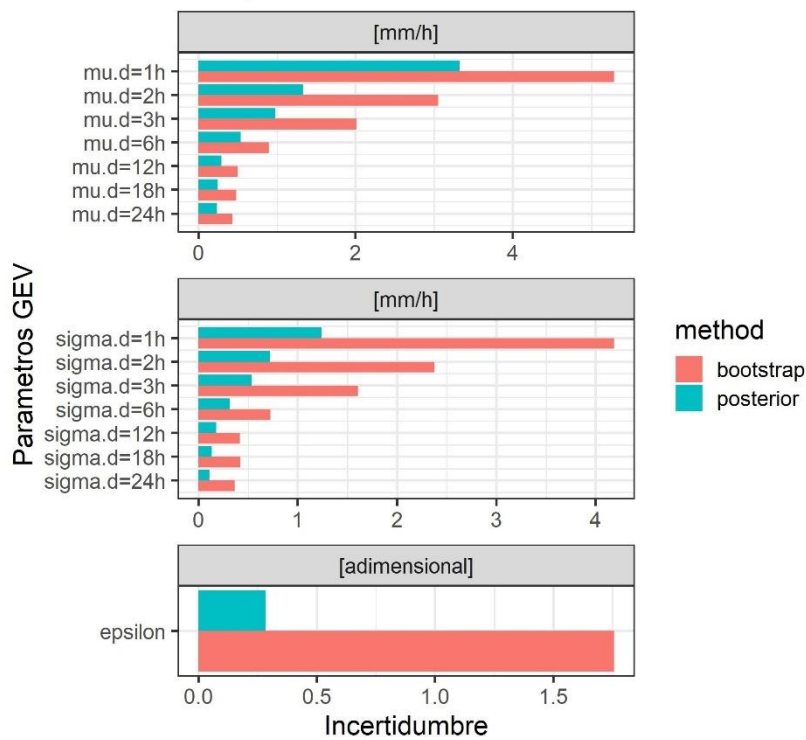 [mm/h]
mu.d=1h
mu.d=2h
mu.d=3h
mu.d=6h
mu.d=12h
mu.d=18h
mu.d=24h
0 2 4
[mm/h]
sigma.d=1h
sigma.d=2h
sigma.d=3h
sigma.d=6h
sigma.d=12h
sigma.d=18h
sigma.d=24h
0 1 2 3 4
[adimensional]
epsilon
0.0 0.5 1.0 1.5
Incertidumbre
Parametros GEV
method
bootstrap
posterior